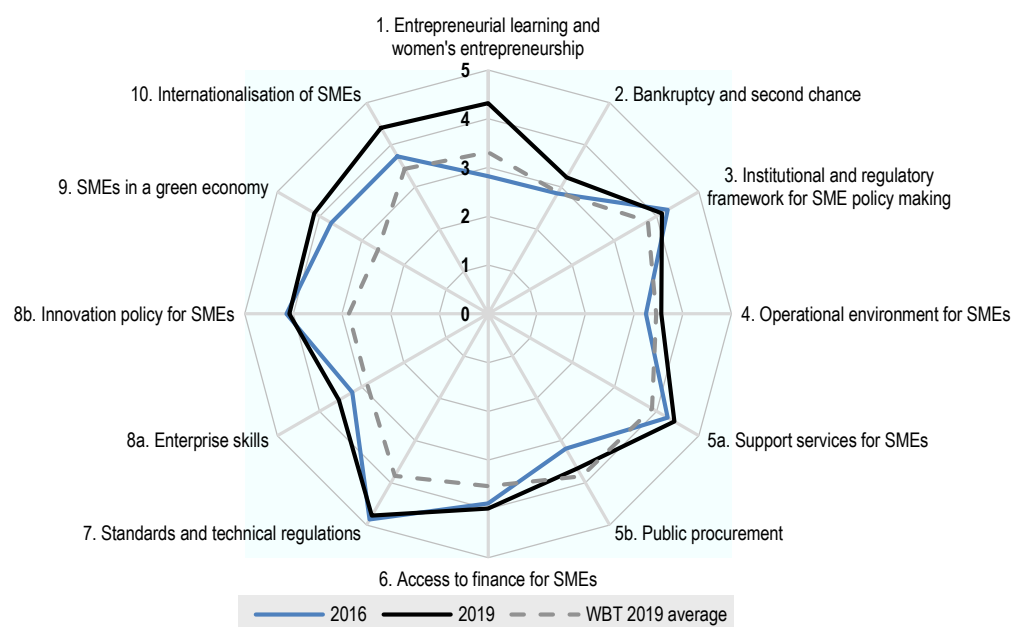 1. Entrepreneurial learning and
women's entrepreneurship
2. Bankruptcy and second chance
3. Institutional and regulatory
framework for SME policy making
4. Operational environment for SMEs
5a. Support services for SMEs
5b. Public procurement
6. Access to finance for SMEs
7. Standards and technical regulations
8a. Enterprise skills
8b. Innovation policy for SMEs
9. SMEs in a green economy
10. Internationalisation of SMEs
5
4
3
2
1
0
2016
2019
WBT 2019 average